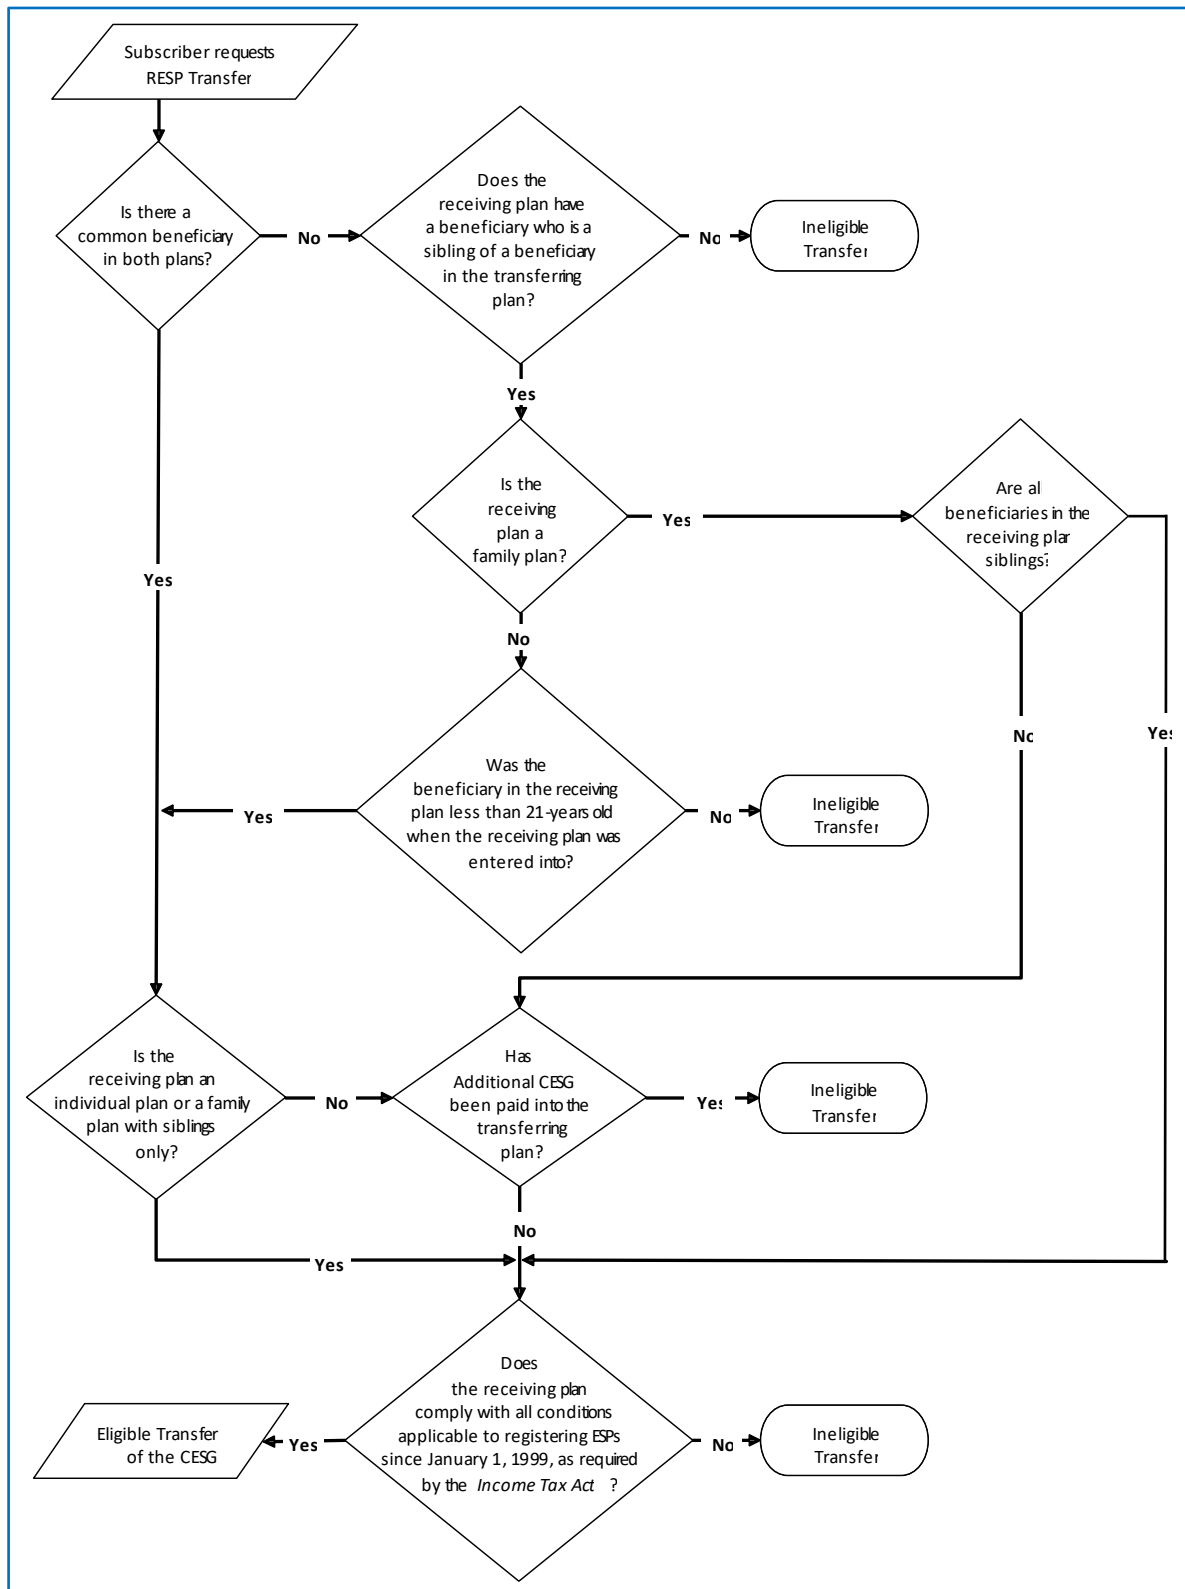 Subscriber requests
RESP Transfer
Is there a
common beneficiary
in both plans?
No
Does the
receiving plan have
a beneficiary who is a
sibling of a beneficiary
in the transferring
plan?
No
Ineligible
Transfer
Yes
Yes
Is the
receiving
plan a
family plan?
Yes
Are al
beneficiaries in the
receiving plar
siblings?
No
No
Yes
Was the
beneficiary in the receiving
plan less than 21-years old
when the receiving plan was
entered into?
Yes
No
Ineligible
Transfer
Is the
receiving plan an
individual plan or a family
plan with siblings
only?
No
Has
Additional CESG
been paid into the
transferring
plan?
Yes
Ineligible
Transfer
No
Yes
Does
the receiving plan
comply with all conditions
applicable to registering ESPs
since January 1, 1999, as required
by the Income Tax Act ?
Yes
Eligible Transfer
of the CESG
No
Ineligible
Transfer